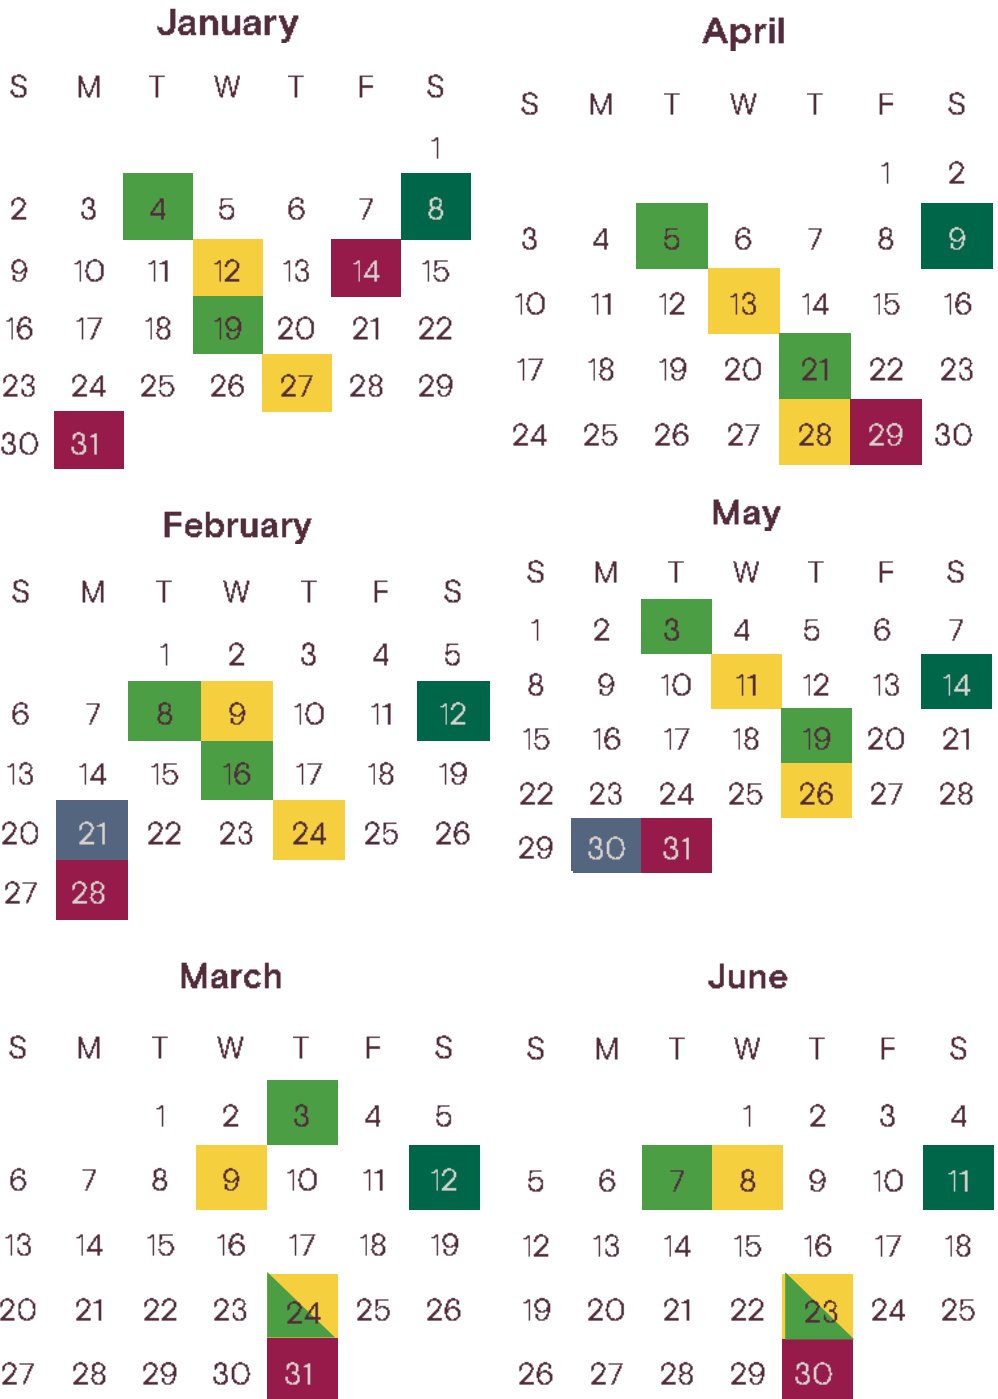 January
S M T W T F S
1
2 3 4 5 6 7 8
9 10 11 12 13 14 15
16 17 18 19 20 21 22
23 24 25 26 27 28 29
30 31
February
S M T W T F S
1 2 3 4 5
6 7 8 9 10 11 12
13 14 15 16 17 18 19
20 21 22 23 24 25 26
27 28
March
S M T W T F S
1 2 3 4 5
6 7 8 9 10 11 12
13 14 15 16 17 18 19
20 21 22 23 24 25 26
27 28 29 30 31
April
S M T W T F S
1 2
3 4 5 6 7 8 9
10 11 12 13 14 15 16
17 18 19 20 21 22 23
24 25 26 27 28 29 30
May
S M T W T F S
1 2 3 4 5 6 7
8 9 10 11 12 13 14
15 16 17 18 19 20 21
22 23 24 25 26 27 28
29 30 31
June
S M T W T F S
1 2 3 4
5 6 7 8 9 10 11
12 13 14 15 16 17 18
19 20 21 22 23 24 25
26 27 28 29 30